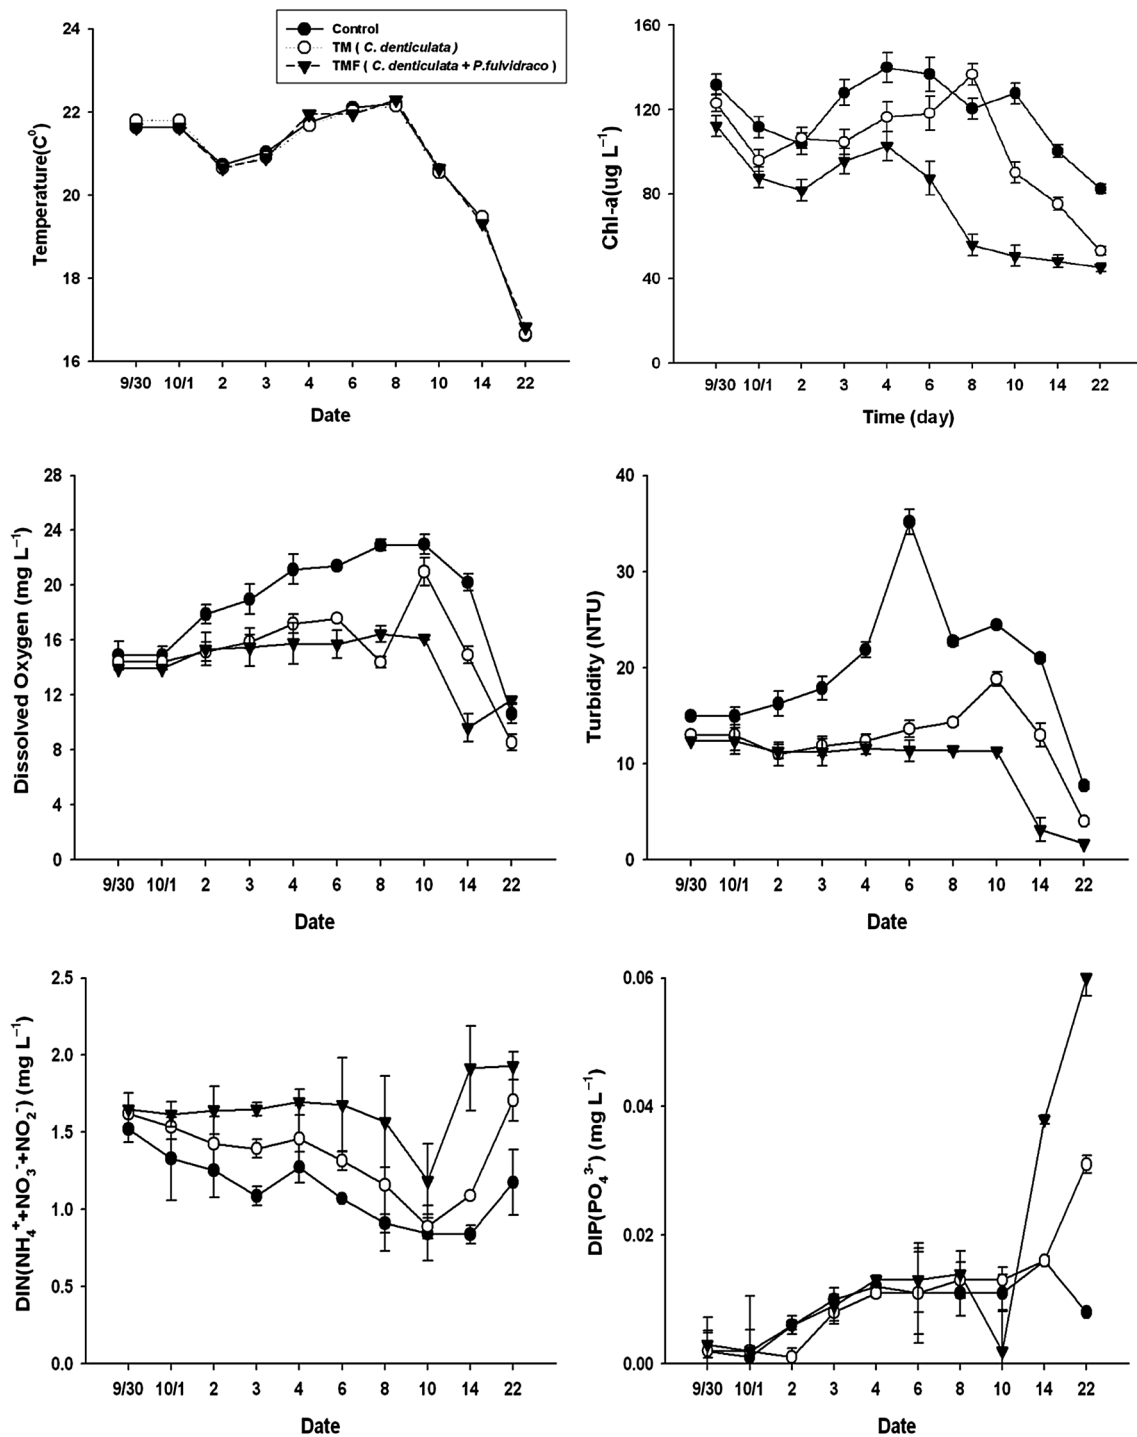 Control
TM ( C. denticulata )
TMF ( C. denticulata + P.fulvidraco )
Temperature(C⁰)
24
22
20
18
16
9/30 10/1 2 3 4 6 8 10 14 22
Date
Chl-a(ug L⁻¹)
160
120
80
40
0
9/30 10/1 2 3 4 6 8 10 14 22
Time (day)
Dissolved Oxygen (mg L⁻¹)
28
24
20
16
12
8
4
0
9/30 10/1 2 3 4 6 8 10 14 22
Date
Turbidity (NTU)
40
30
20
10
0
9/30 10/1 2 3 4 6 8 10 14 22
Date
DIN(NH₄⁺+NO₃⁻+NO₂⁻) (mg L⁻¹)
2.5
2.0
1.5
1.0
0.5
0.0
9/30 10/1 2 3 4 6 8 10 14 22
Date
DIP(PO₄³⁻) (mg L⁻¹)
0.06
0.04
0.02
0.00
9/30 10/1 2 3 4 6 8 10 14 22
Date